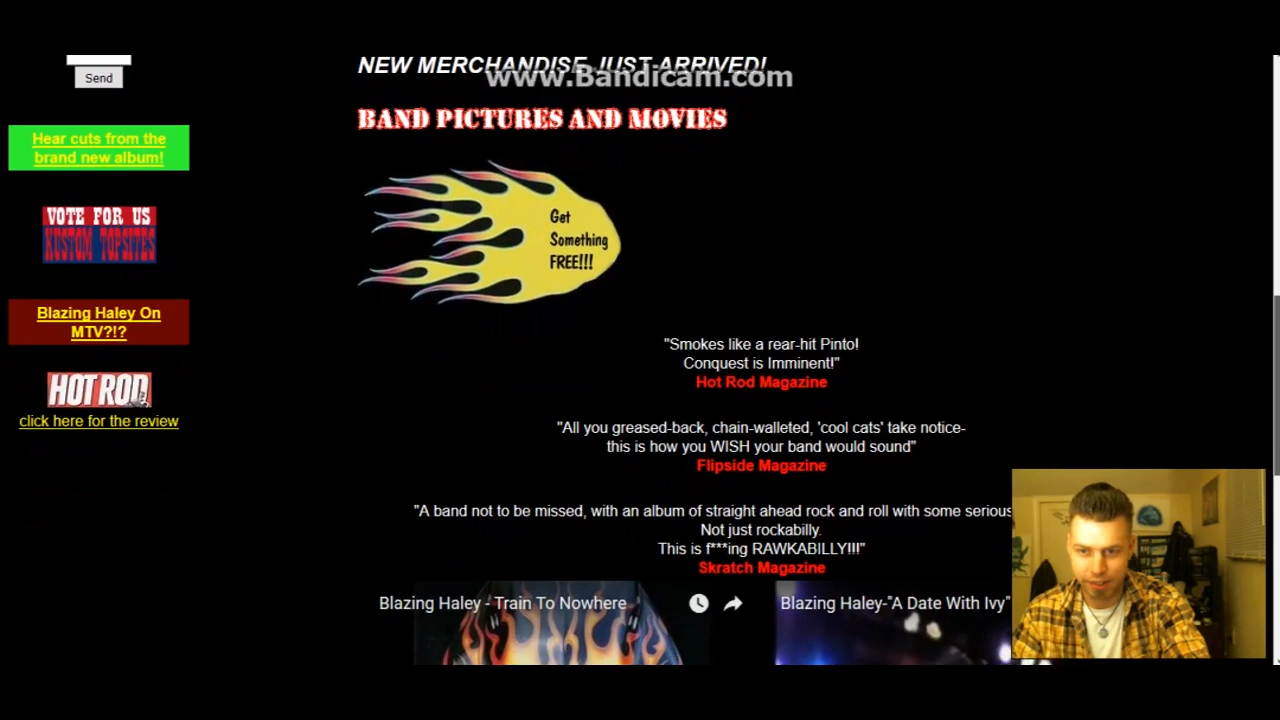 Send
Hear cuts from the
brand new album!
VOTE FOR US
KUSTOM TOPSITES
Blazing Haley On
MTV?!?
HOT ROD
click here for the review
NEW MERCHANDISE JUST ARRIVED!
www.Bandicam.com
BAND PICTURES AND MOVIES
Get
Something
FREE!!!
"Smokes like a rear-hit Pinto!
Conquest is Imminent!"
Hot Rod Magazine
"All you greased-back, chain-walleted, 'cool cats' take notice-
this is how you WISH your band would sound"
Flipside Magazine
"A band not to be missed, with an album of straight ahead rock and roll with some serious
Not just rockabilly.
This is f***ing RAWKABILLY!!!"
Skratch Magazine
Blazing Haley - Train To Nowhere
Blazing Haley-"A Date With Ivy"